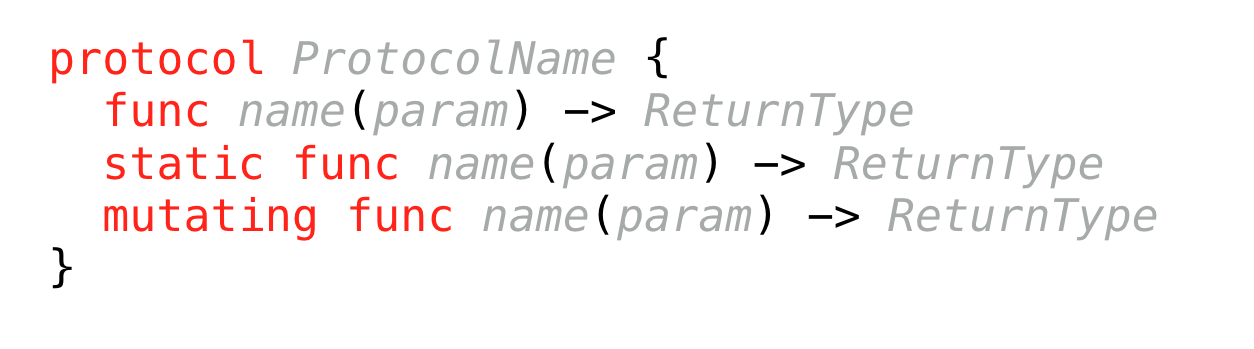 protocol ProtocolName {
  func name(param) -> ReturnType
  static func name(param) -> ReturnType
  mutating func name(param) -> ReturnType
}